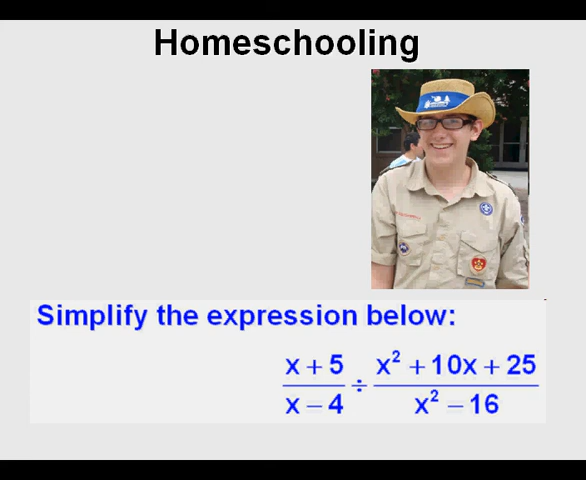 Homeschooling
Simplify the expression below:
x + 5 x² + 10x + 25
÷
x – 4 x² – 16